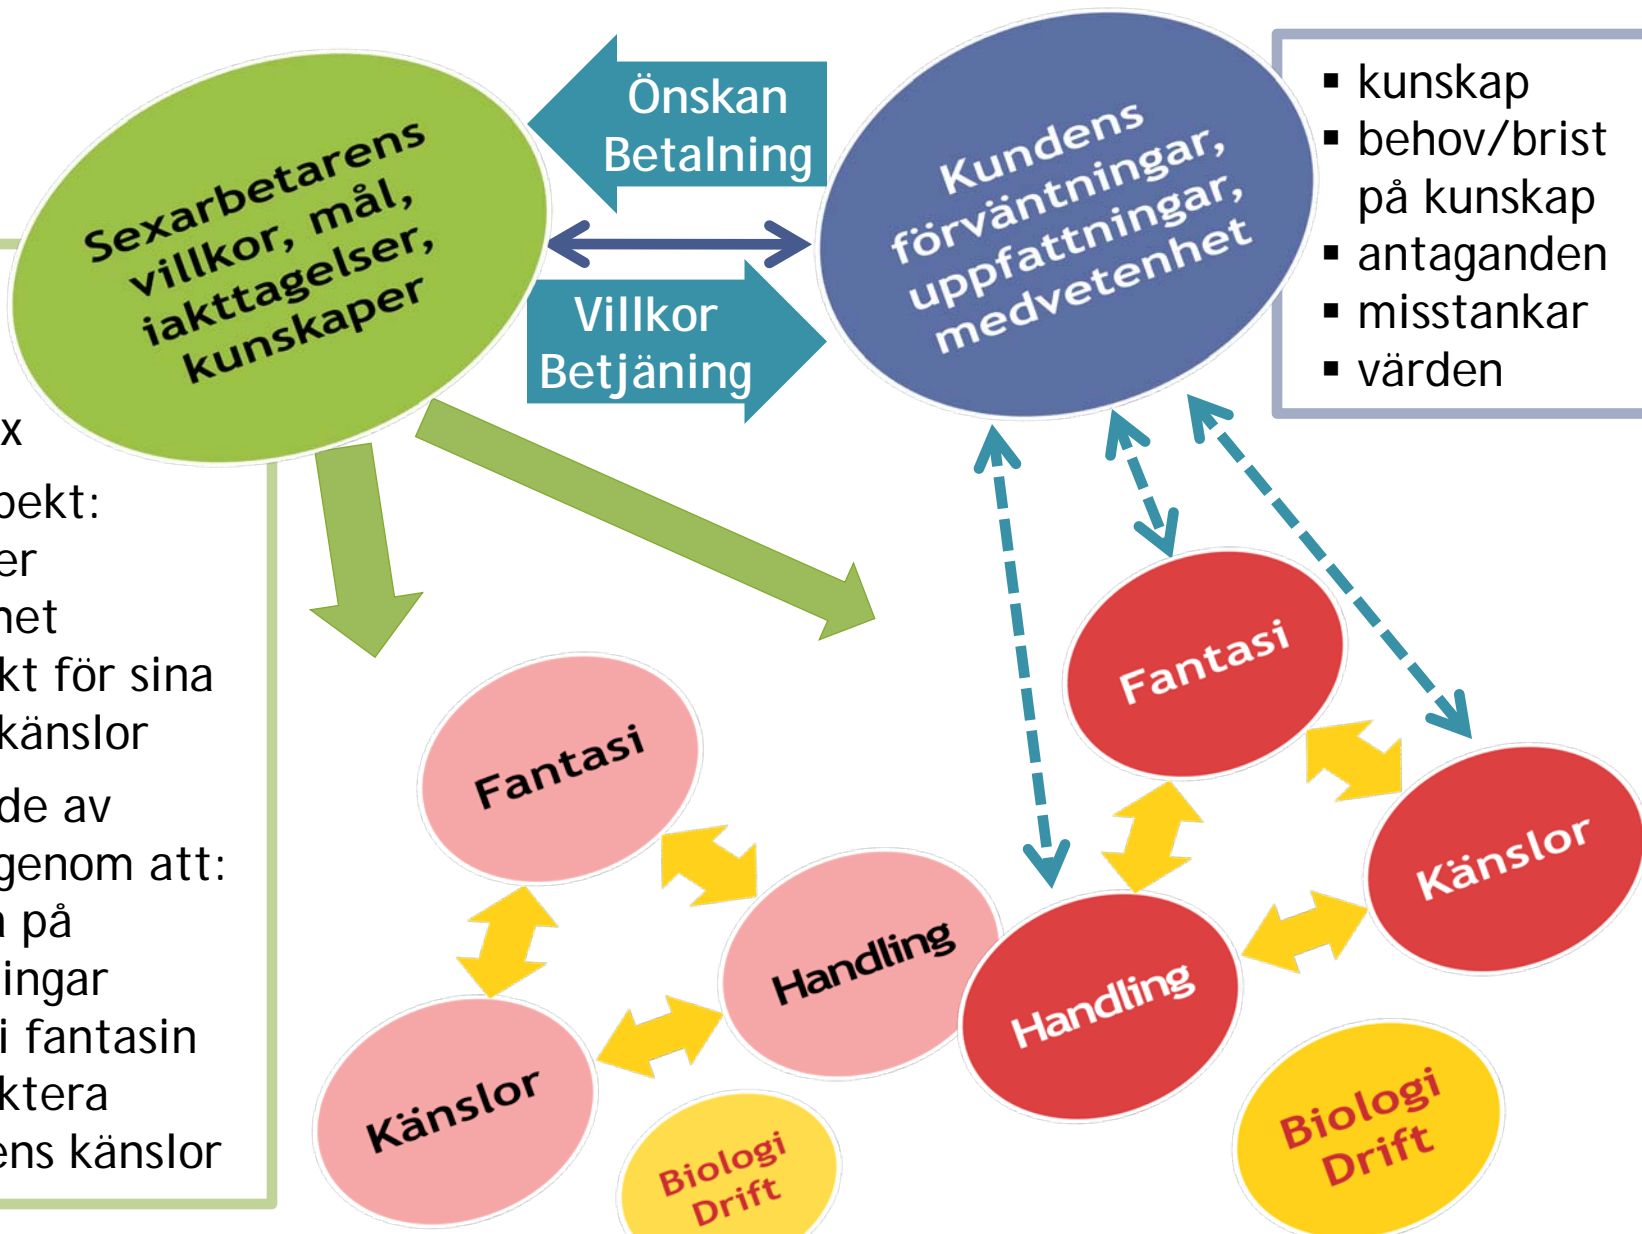 Sexarbetarens
villkor, mål,
iakttagelser,
kunskaper
Önskan
Betalning
Villkor
Betjäning
Kundens
förväntningar,
uppfattningar,
medvetenhet
▪ kunskap
▪ behov/brist
på kunskap
▪ antaganden
▪ misstankar
▪ värden
x
pekt:
er
het
kt för sina
känslor
de av
genom att:
a på
ingar
i fantasin
ktera
ens känslor
Fantasi
Handling
Känslor
Biologi
Drift
Fantasi
Känslor
Handling
Biologi
Drift